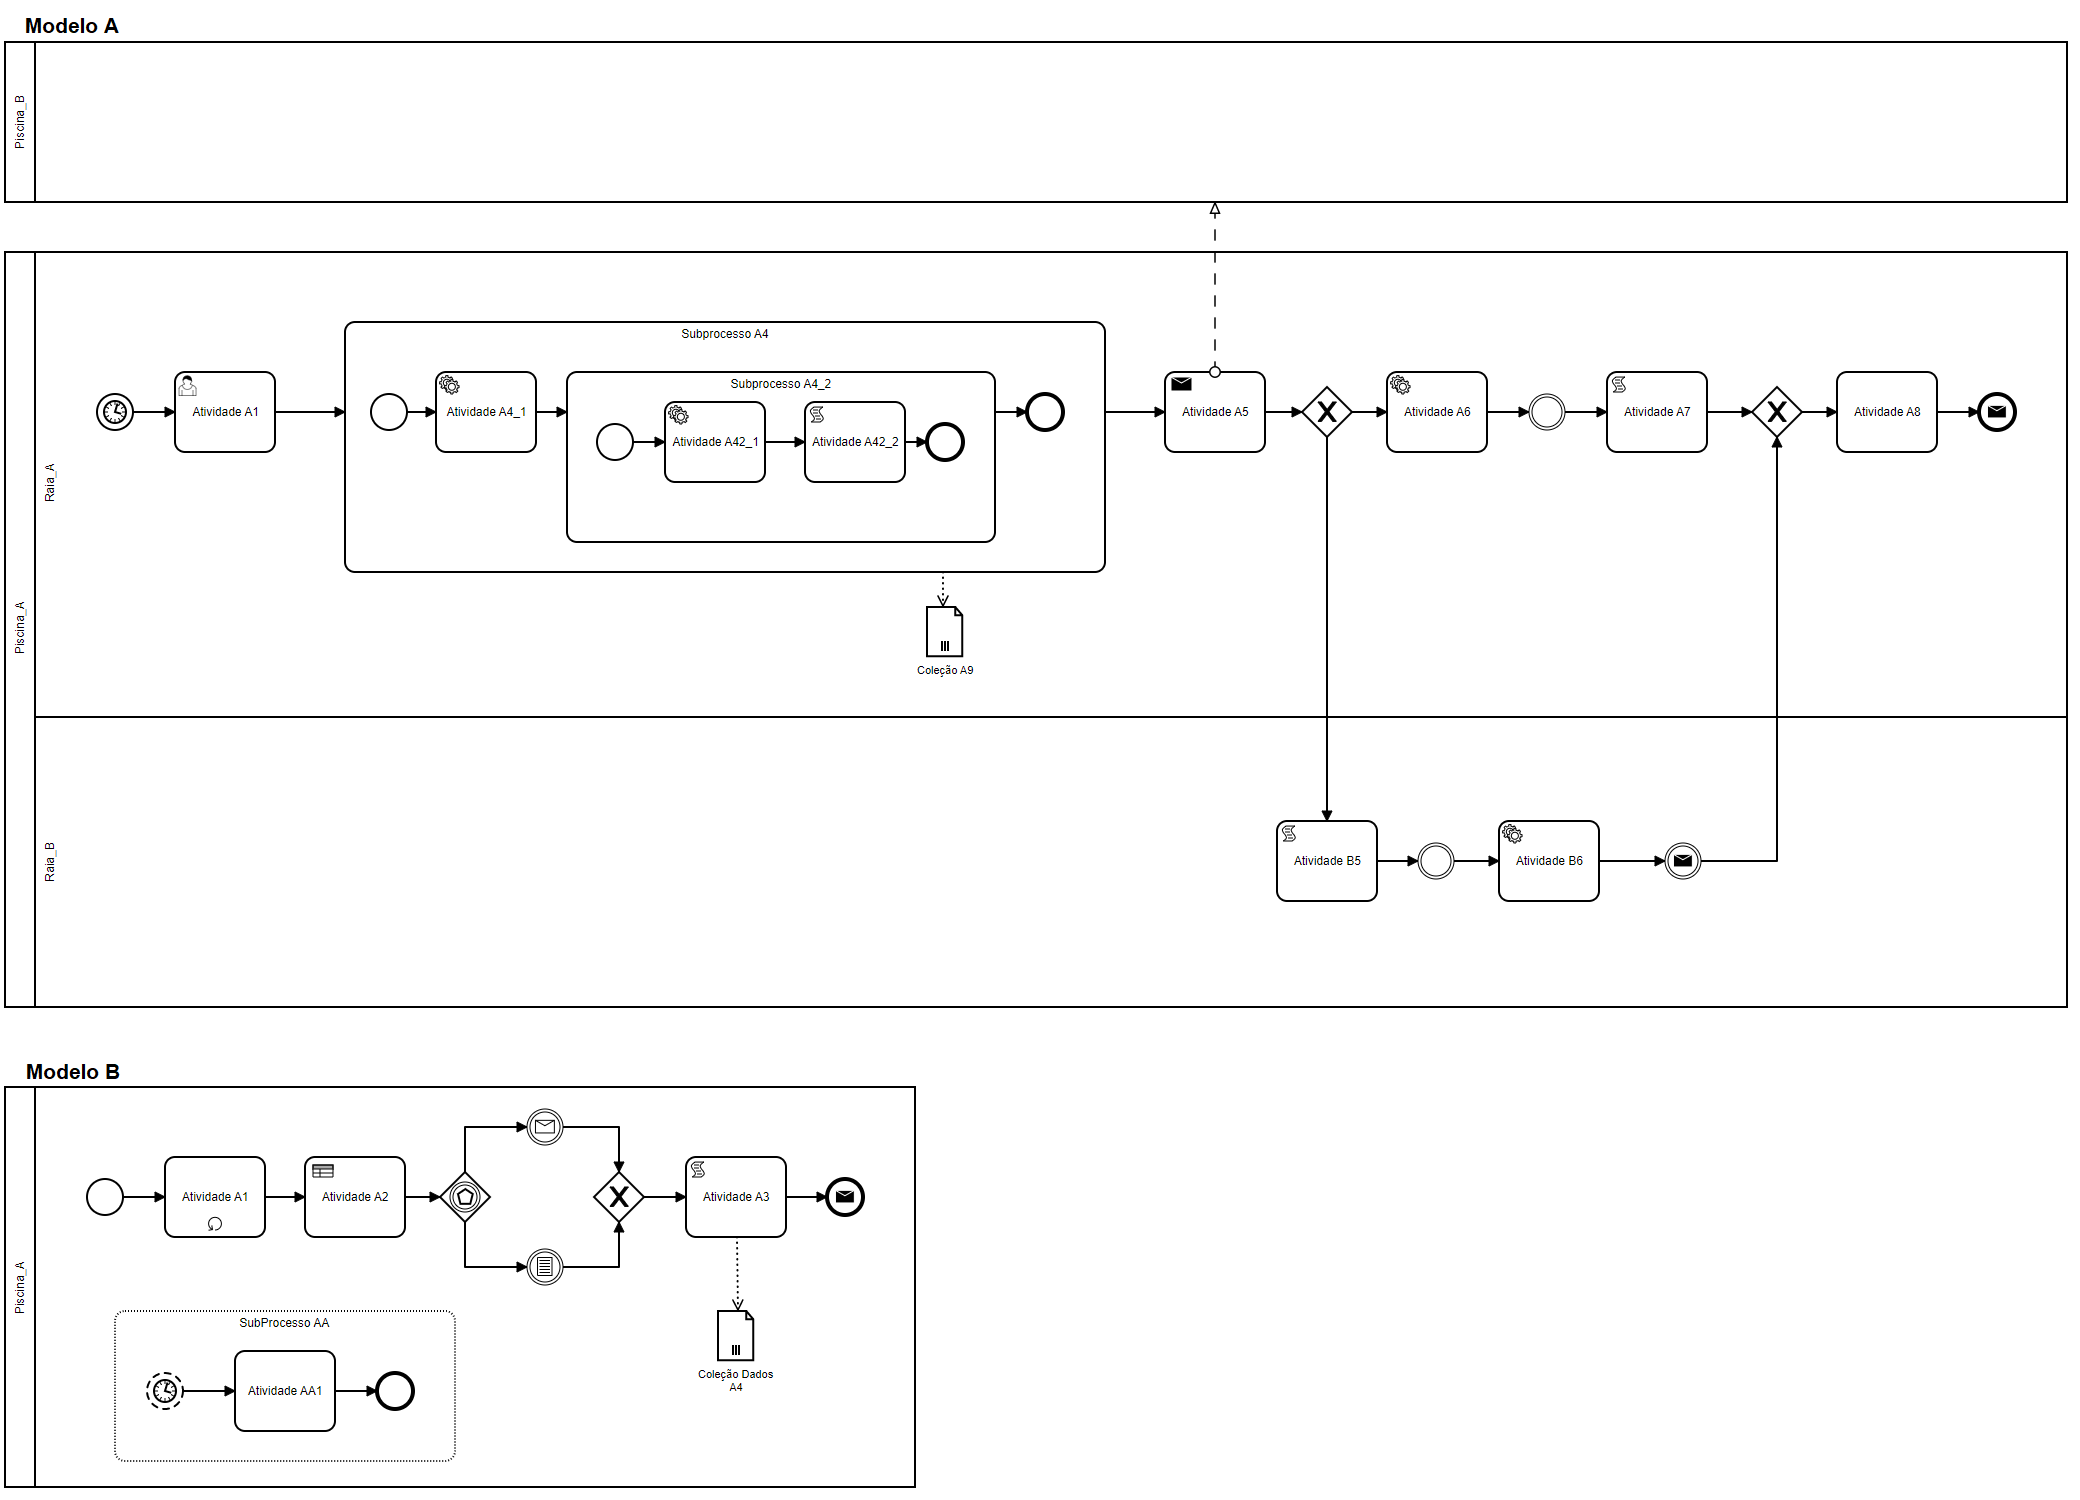 Modelo A
Piscina_B
Piscina_A
Raia_A
Subprocesso A4
Subprocesso A4_2
Atividade A1
Atividade A4_1
Atividade A42_1
Atividade A42_2
Atividade A5
Atividade A6
Atividade A7
Atividade A8
Coleção A9
Raia_B
Atividade B5
Atividade B6
Modelo B
Piscina_A
Atividade A1
Atividade A2
Atividade A3
SubProcesso AA
Atividade AA1
Coleção Dados
A4